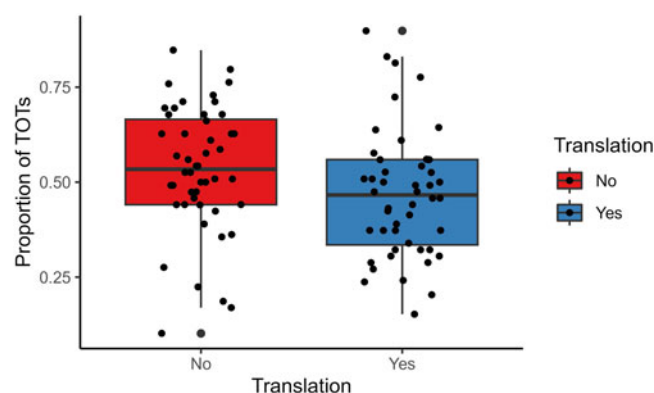 Proportion of TOTs
0.75
0.50
0.25
No
Yes
Translation
Translation
No
Yes